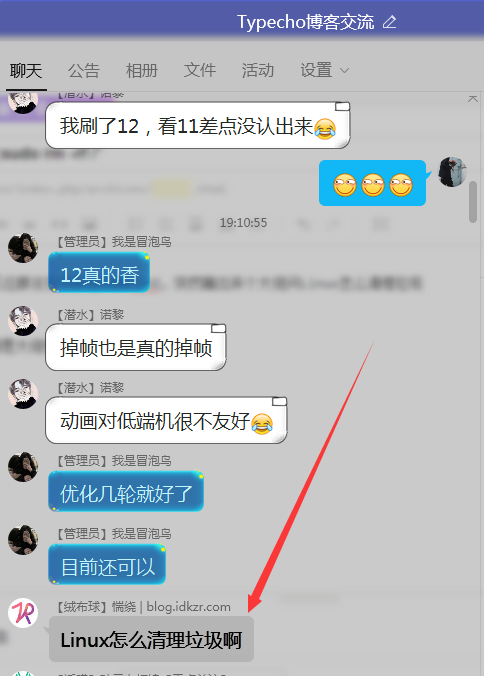 Typecho博客交流
聊天 公告 相册 文件 活动 设置
【潜水】诺黎
我刷了12，看11差点没认出来
19:10:55
【管理员】我是冒泡鸟
12真的香
【潜水】诺黎
掉帧也是真的掉帧
【潜水】诺黎
动画对低端机很不友好
【管理员】我是冒泡鸟
优化几轮就好了
【管理员】我是冒泡鸟
目前还可以
【绒布球】惴绕 | blog.idkzr.com
Linux怎么清理垃圾啊